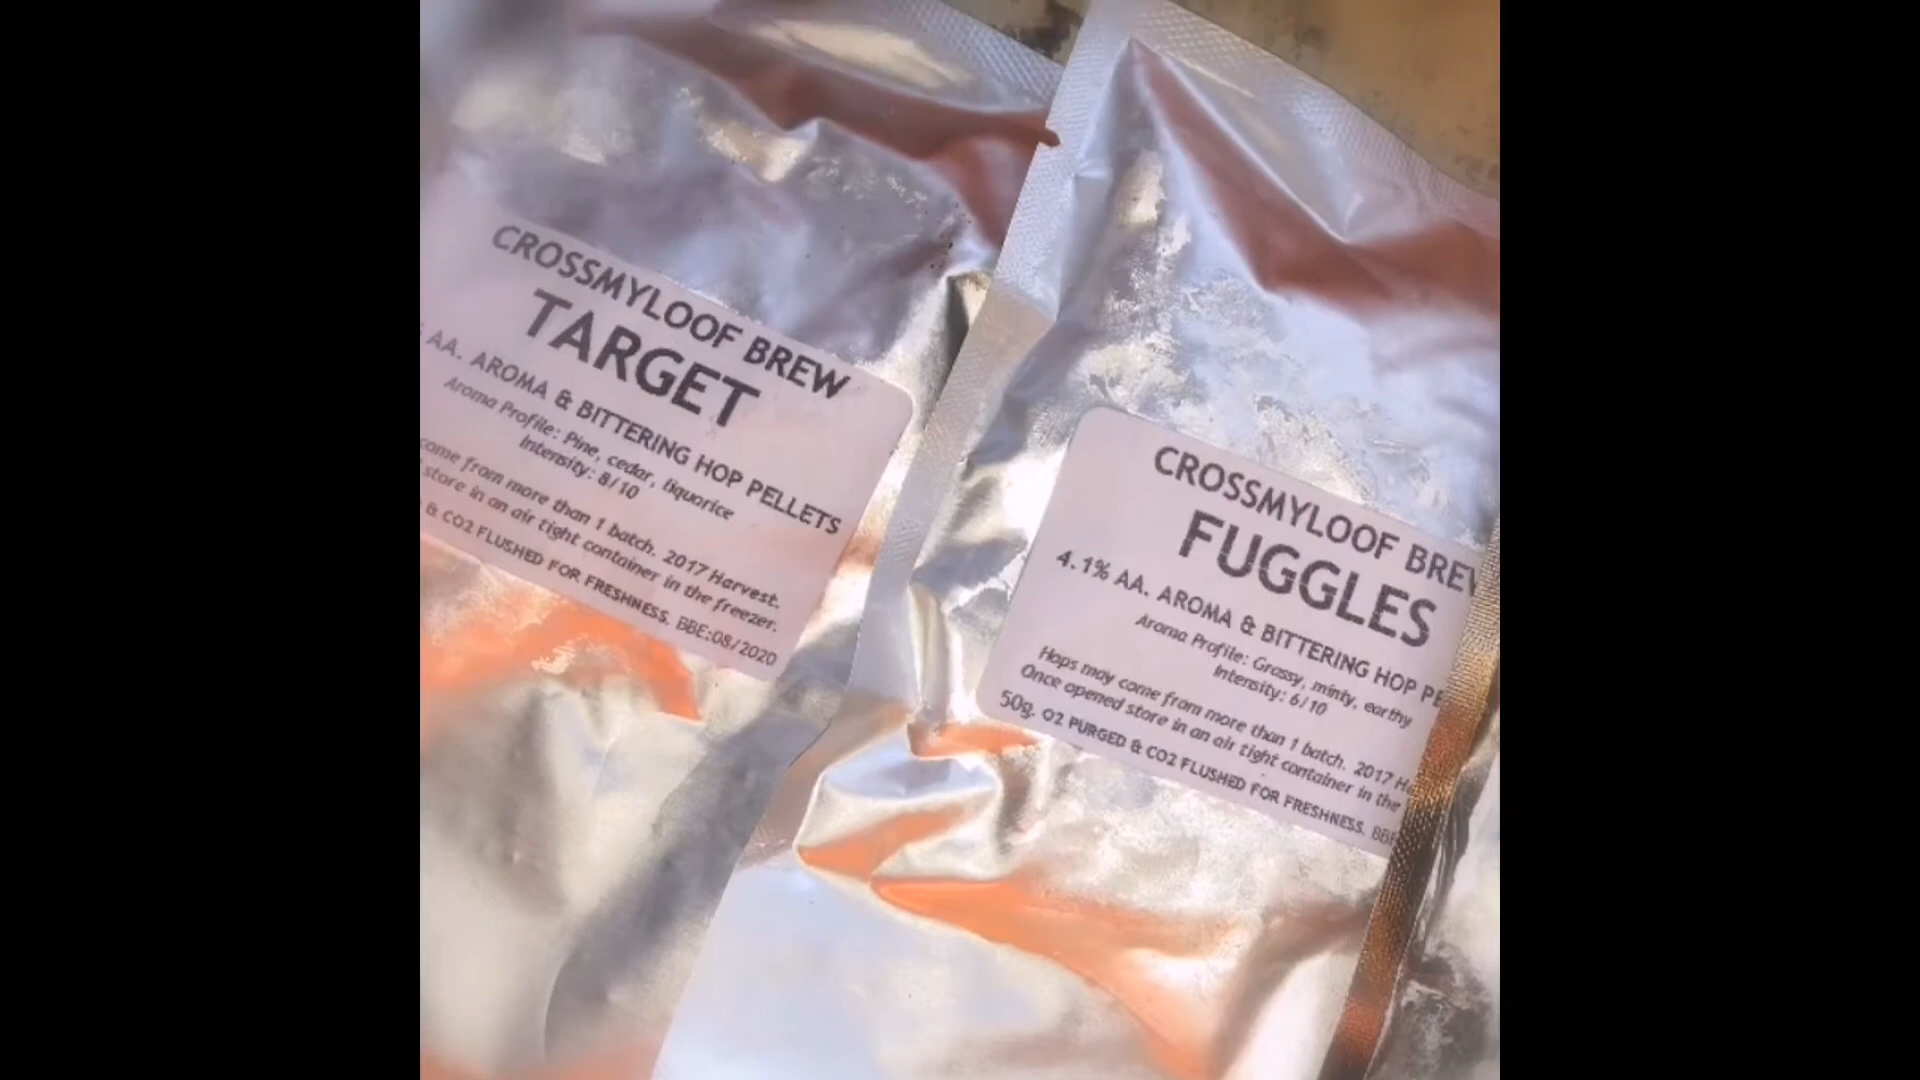 CROSSMYLOOF BREW
TARGET
AA. AROMA & BITTERING HOP PELLETS
Aroma Profile: Pine, cedar, liquorice
Intensity: 8/10
come from more than 1 batch. 2017 Harvest.
store in an air tight container in the freezer.
& CO2 FLUSHED FOR FRESHNESS. BBE:08/2020
CROSSMYLOOF BREW
FUGGLES
4.1% AA. AROMA & BITTERING HOP PE
Aroma Profile: Grassy, minty, earthy
Intensity: 6/10
Hops may come from more than 1 batch. 2017 Ha
Once opened store in an air tight container in the
50g. O2 PURGED & CO2 FLUSHED FOR FRESHNESS. BBE